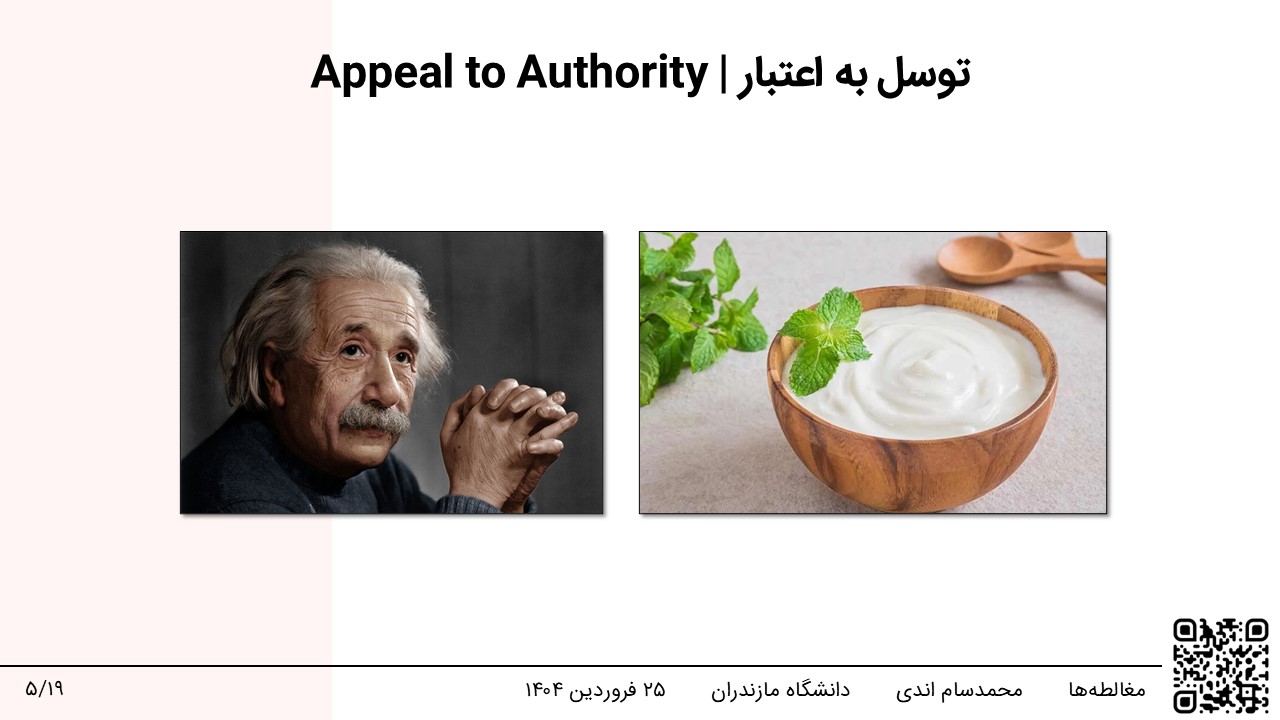 توسل به اعتبار | Appeal to Authority
مغالطه‌ها محمدسام اندی دانشگاه مازندران ۲۵ فروردین ۱۴۰۴ ۵/۱۹